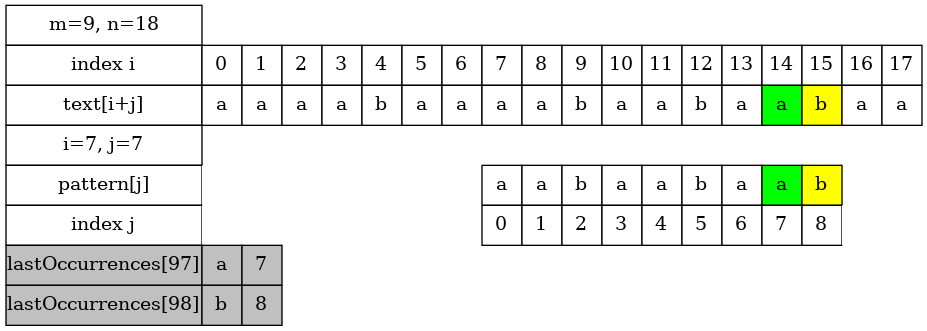 m=9, n=18
index i 0 1 2 3 4 5 6 7 8 9 10 11 12 13 14 15 16 17
text[i+j] a a a a b a a a a b a a b a a b a a
i=7, j=7
pattern[j] a a b a a b a a b
index j 0 1 2 3 4 5 6 7 8
lastOccurrences[97] a 7
lastOccurrences[98] b 8